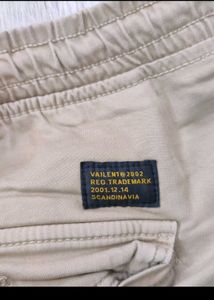 VAILENT@2002
REG.TRADEMARK
2001.12.14
SCANDINAVIA